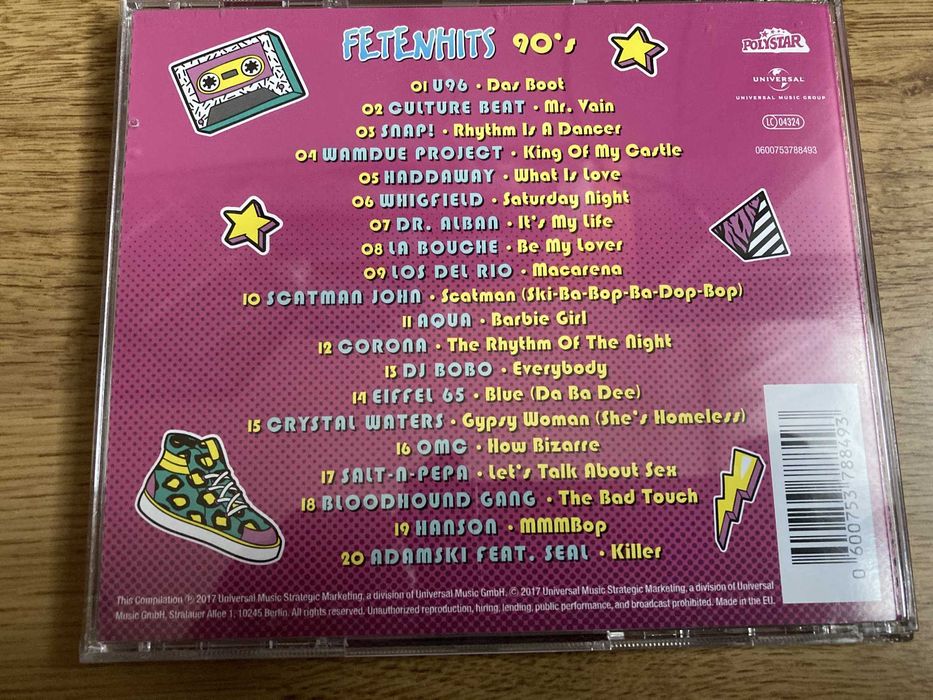 FETENHITS 90's
POLYSTAR
UNIVERSAL
UNIVERSAL MUSIC GROUP
LC 04324
0600753788493
01 U96 • Das Boot
02 CULTURE BEAT • Mr. Vain
03 SNAP! • Rhythm Is A Dancer
04 WAMDUE PROJECT • King Of My Castle
05 HADDAWAY • What Is Love
06 WHIGFIELD • Saturday Night
07 DR. ALBAN • It's My Life
08 LA BOUCHE • Be My Lover
09 LOS DEL RIO • Macarena
10 SCATMAN JOHN • Scatman (Ski-Ba-Bop-Ba-Dop-Bop)
11 AQUA • Barbie Girl
12 CORONA • The Rhythm Of The Night
13 DJ BOBO • Everybody
14 EIFFEL 65 • Blue (Da Ba Dee)
15 CRYSTAL WATERS • Gypsy Woman (She's Homeless)
16 OMC • How Bizarre
17 SALT-N-PEPA • Let's Talk About Sex
18 BLOODHOUND GANG • The Bad Touch
19 HANSON • MMMBop
20 ADAMSKI FEAT. SEAL • Killer
0 600753 788493
This Compilation ℗ 2017 Universal Music Strategic Marketing, a division of Universal Music GmbH. © 2017 Universal Music Strategic Marketing, a division of Universal
Music GmbH, Stralauer Allee 1, 10245 Berlin. All rights reserved. Unauthorized reproduction, hiring, lending, public performance, and broadcast prohibited. Made in the EU.